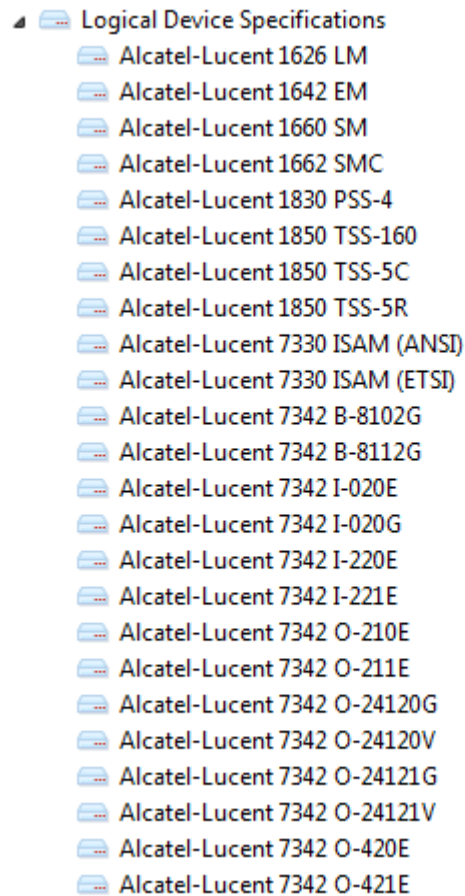 Logical Device Specifications
Alcatel-Lucent 1626 LM
Alcatel-Lucent 1642 EM
Alcatel-Lucent 1660 SM
Alcatel-Lucent 1662 SMC
Alcatel-Lucent 1830 PSS-4
Alcatel-Lucent 1850 TSS-160
Alcatel-Lucent 1850 TSS-5C
Alcatel-Lucent 1850 TSS-5R
Alcatel-Lucent 7330 ISAM (ANSI)
Alcatel-Lucent 7330 ISAM (ETSI)
Alcatel-Lucent 7342 B-8102G
Alcatel-Lucent 7342 B-8112G
Alcatel-Lucent 7342 I-020E
Alcatel-Lucent 7342 I-020G
Alcatel-Lucent 7342 I-220E
Alcatel-Lucent 7342 I-221E
Alcatel-Lucent 7342 O-210E
Alcatel-Lucent 7342 O-211E
Alcatel-Lucent 7342 O-24120G
Alcatel-Lucent 7342 O-24120V
Alcatel-Lucent 7342 O-24121G
Alcatel-Lucent 7342 O-24121V
Alcatel-Lucent 7342 O-420E
Alcatel-Lucent 7342 O-421E